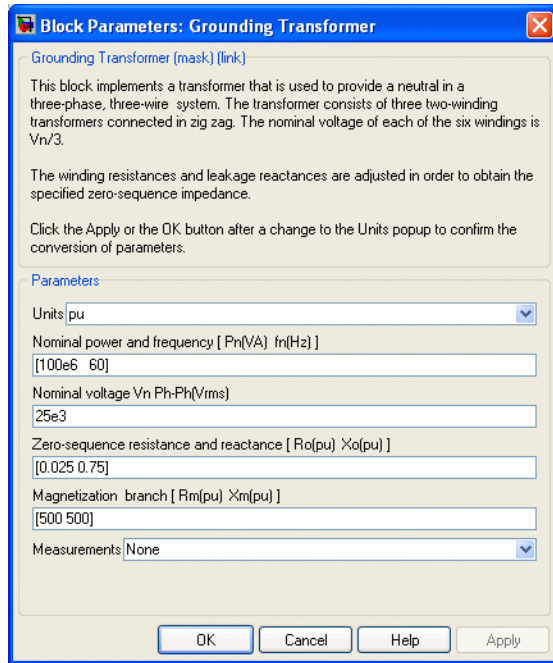 Block Parameters: Grounding Transformer
Grounding Transformer (mask) (link)
This block implements a transformer that is used to provide a neutral in a
three-phase, three-wire system. The transformer consists of three two-winding
transformers connected in zig zag. The nominal voltage of each of the six windings is
Vn/3.
The winding resistances and leakage reactances are adjusted in order to obtain the
specified zero-sequence impedance.
Click the Apply or the OK button after a change to the Units popup to confirm the
conversion of parameters.
Parameters
Units pu
Nominal power and frequency [ Pn(VA) fn(Hz) ]
[100e6 60]
Nominal voltage Vn Ph-Ph(Vrms)
25e3
Zero-sequence resistance and reactance [ Ro(pu) Xo(pu) ]
[0.025 0.75]
Magnetization branch [ Rm(pu) Xm(pu) ]
[500 500]
Measurements None
OK Cancel Help Apply